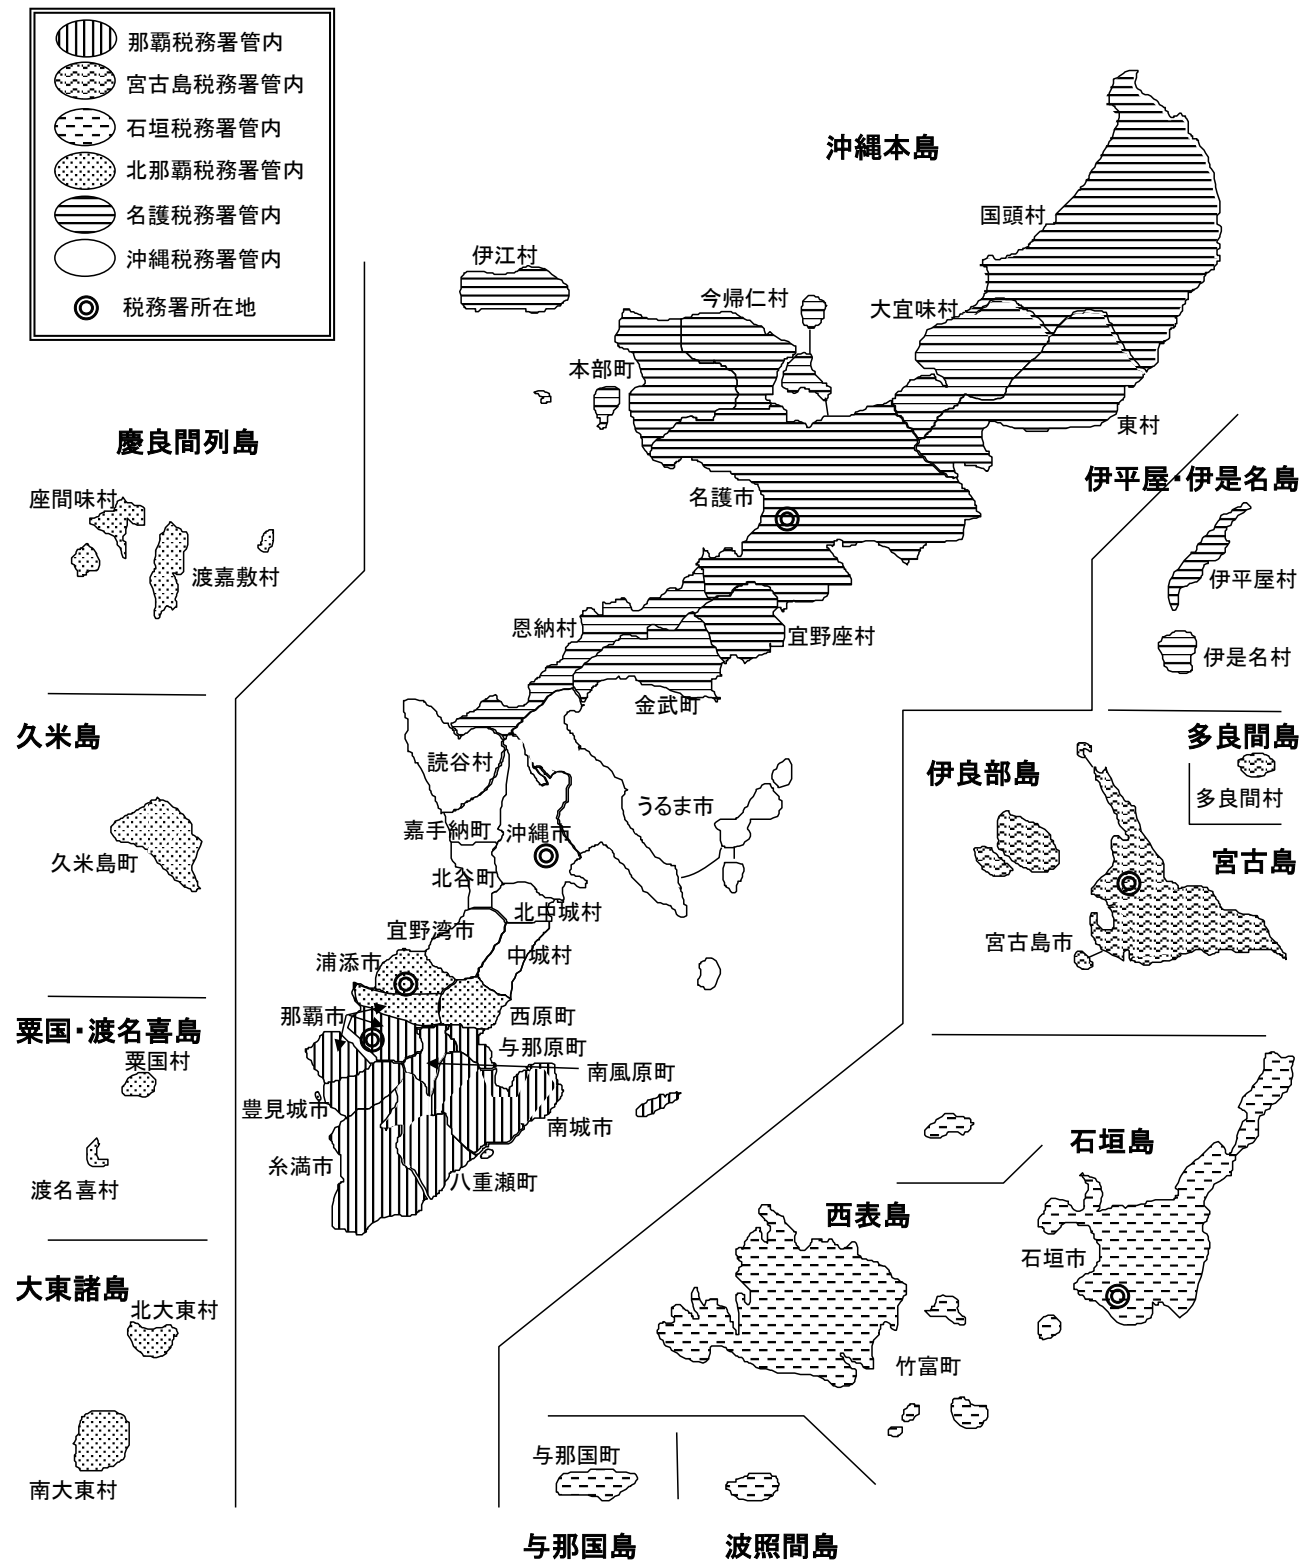 那覇税務署管内
宮古島税務署管内
石垣税務署管内
北那覇税務署管内
名護税務署管内
沖縄税務署管内
税務署所在地
沖縄本島
国頭村
伊江村
今帰仁村
大宜味村
本部町
東村
名護市
慶良間列島
座間味村
渡嘉敷村
伊平屋・伊是名島
伊平屋村
伊是名村
恩納村
宜野座村
金武町
久米島
久米島町
読谷村
嘉手納町
沖縄市
うるま市
北谷町
北中城村
宜野湾市
中城村
浦添市
那覇市
西原町
与那原町
南風原町
豊見城市
南城市
糸満市
八重瀬町
多良間島
多良間村
伊良部島
宮古島
宮古島市
粟国・渡名喜島
粟国村
渡名喜村
大東諸島
北大東村
南大東村
石垣島
石垣市
西表島
竹富町
与那国町
与那国島
波照間島